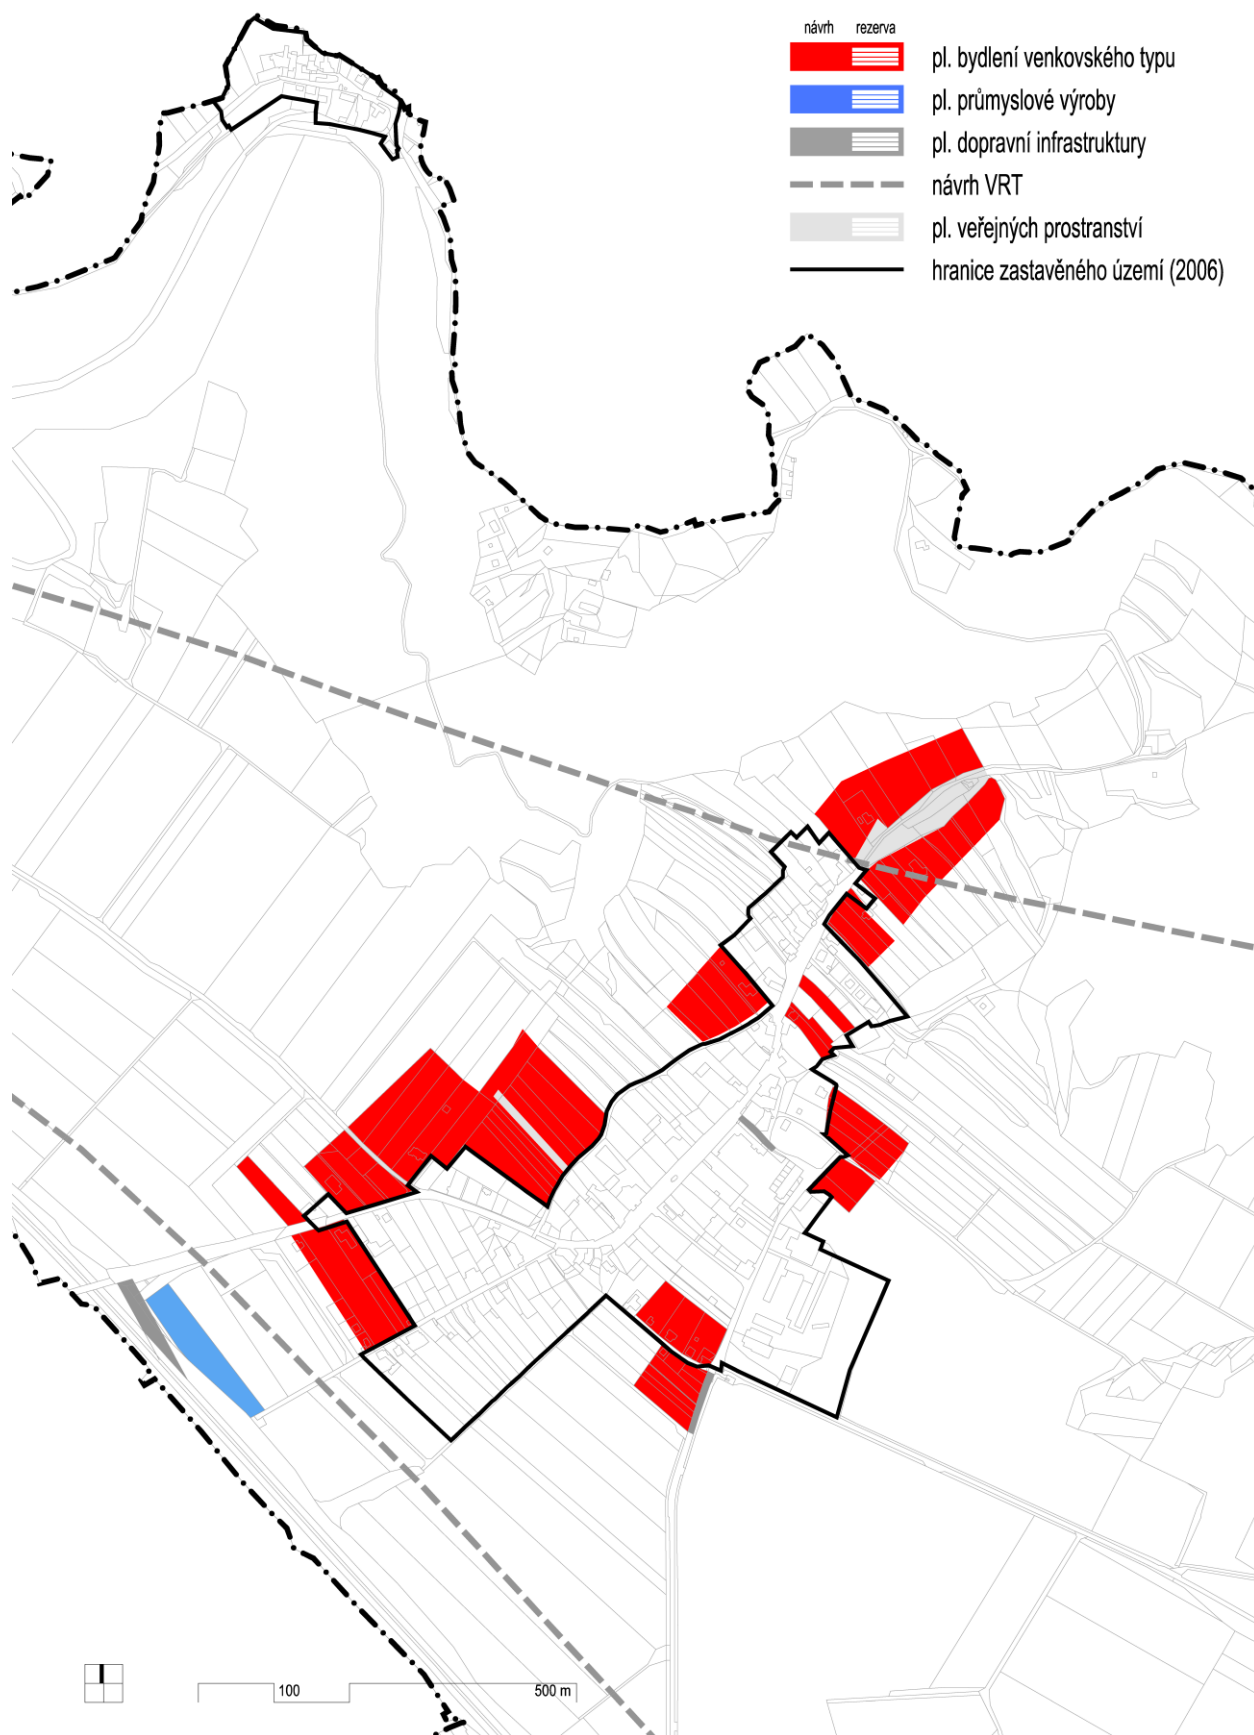 návrh rezerva
pl. bydlení venkovského typu
pl. průmyslové výroby
pl. dopravní infrastruktury
návrh VRT
pl. veřejných prostranství
hranice zastavěného území (2006)
100 500 m